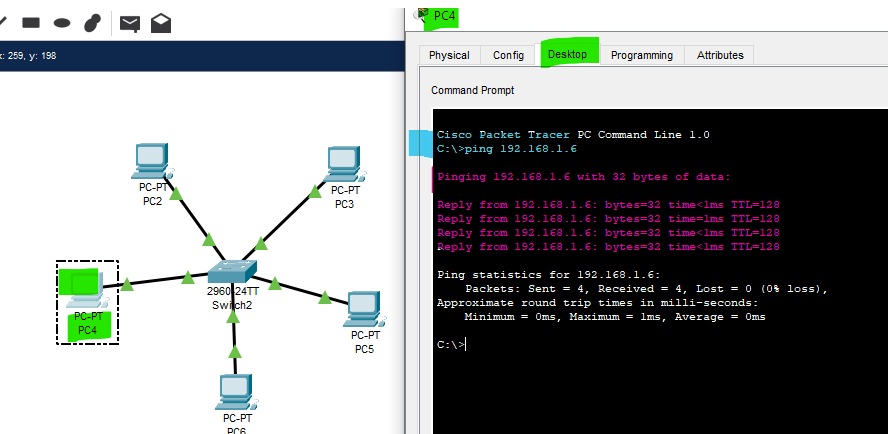 x: 259, y: 198
PC-PT
PC2
PC-PT
PC3
2960-24TT
Switch2
PC-PT
PC4
PC-PT
PC5
PC-PT
PC6
PC4
Physical
Config
Desktop
Programming
Attributes
Command Prompt
Cisco Packet Tracer PC Command Line 1.0
C:\>ping 192.168.1.6
Pinging 192.168.1.6 with 32 bytes of data:
Reply from 192.168.1.6: bytes=32 time<1ms TTL=128
Reply from 192.168.1.6: bytes=32 time<1ms TTL=128
Reply from 192.168.1.6: bytes=32 time<1ms TTL=128
Reply from 192.168.1.6: bytes=32 time<1ms TTL=128
Ping statistics for 192.168.1.6:
Packets: Sent = 4, Received = 4, Lost = 0 (0% loss),
Approximate round trip times in milli-seconds:
Minimum = 0ms, Maximum = 1ms, Average = 0ms
C:\>